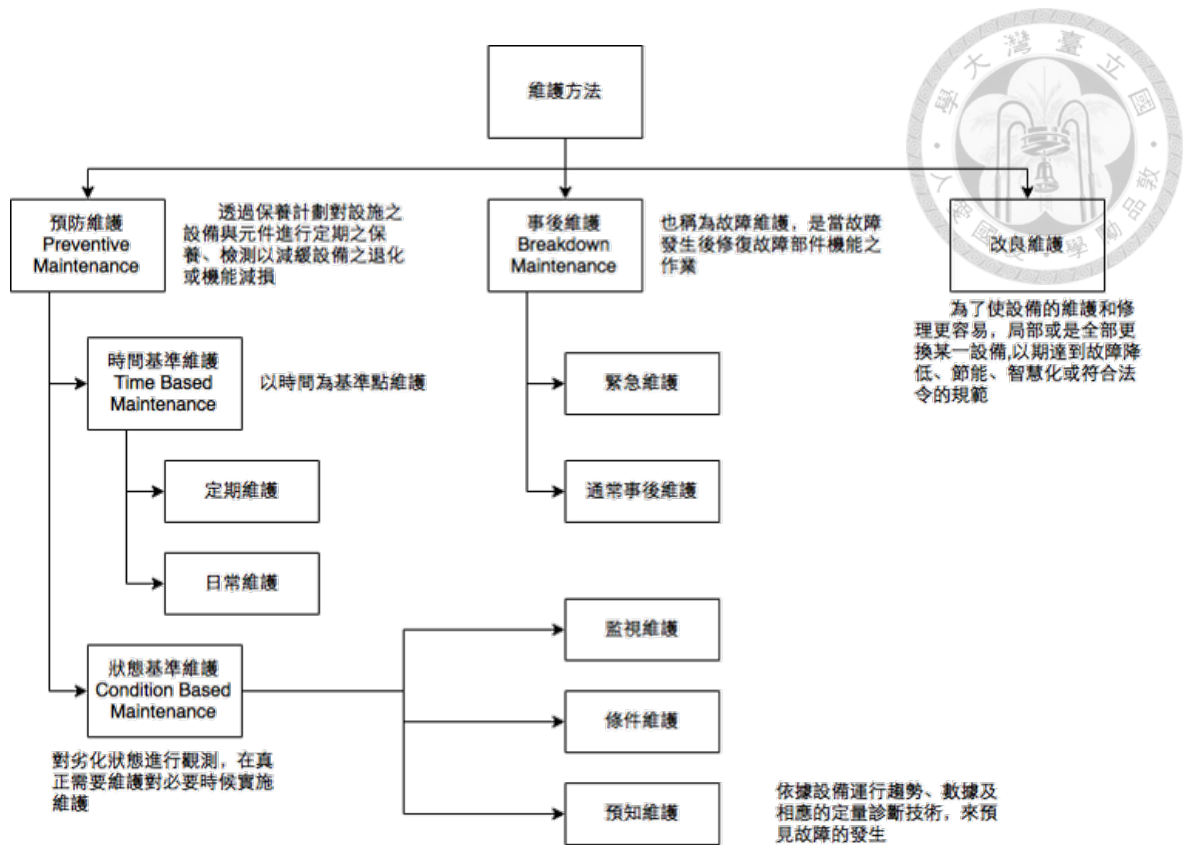 維護方法
預防維護
Preventive
Maintenance
透過保養計劃對設施之
設備與元件進行定期之保
養、檢測以減緩設備之退化
或機能減損
事後維護
Breakdown
Maintenance
也稱為故障維護，是當故障
發生後修復故障部件機能之
作業
改良維護
為了使設備的維護和修
理更容易，局部或是全部更
換某一設備,以期達到故障降
低、節能、智慧化或符合法
令的規範
時間基準維護
Time Based
Maintenance
以時間為基準點維護
緊急維護
定期維護
通常事後維護
日常維護
監視維護
狀態基準維護
Condition Based
Maintenance
條件維護
對劣化狀態進行觀測，在真
正需要維護對必要時候實施
維護
預知維護
依據設備運行趨勢、數據及
相應的定量診斷技術，來預
見故障的發生
國立臺灣大學